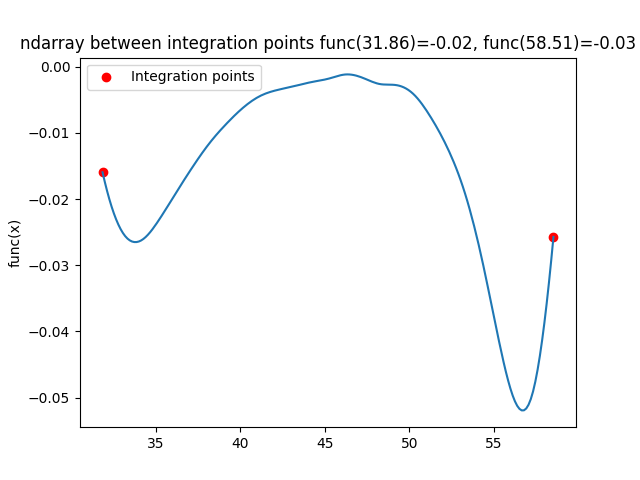 ndarray between integration points func(31.86)=-0.02, func(58.51)=-0.03
Integration points
0.00
−0.01
−0.02
−0.03
−0.04
−0.05
func(x)
35 40 45 50 55